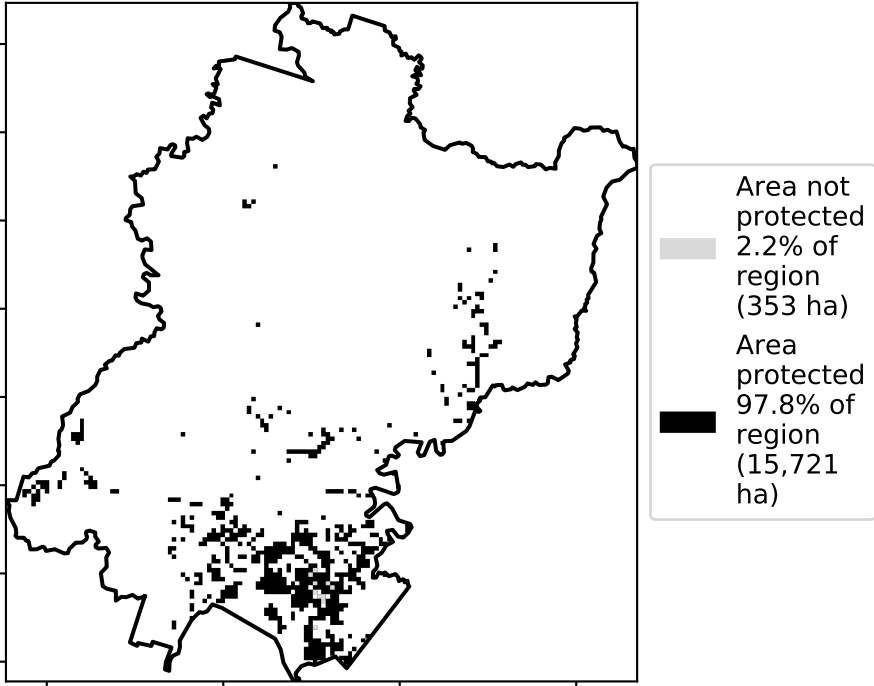 Area not
protected
2.2% of
region
(353 ha)
Area
protected
97.8% of
region
(15,721
ha)